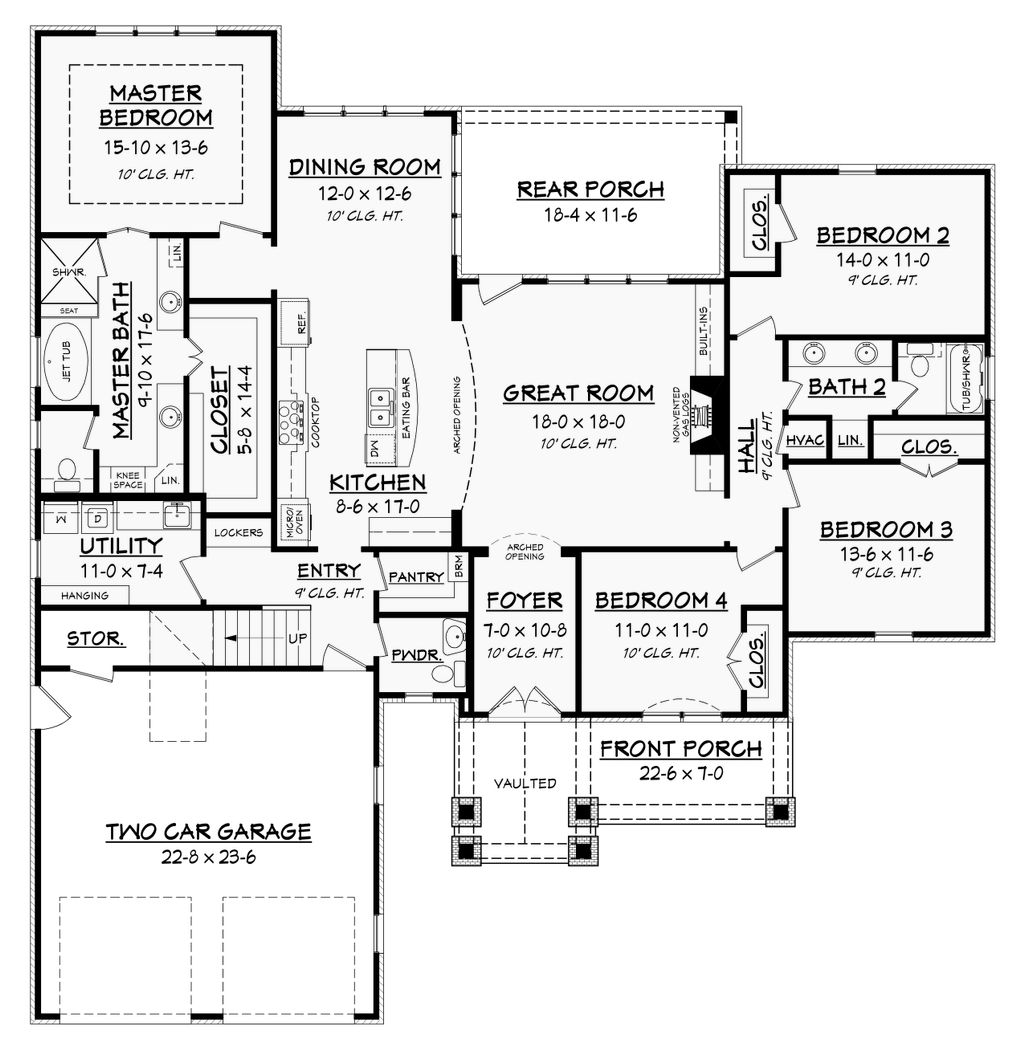 MASTER
BEDROOM
15-10 x 13-6
10' CLG. HT.
DINING ROOM
12-0 x 12-6
10' CLG. HT.
REAR PORCH
18-4 x 11-6
CLOS.
BEDROOM 2
14-0 x 11-0
9' CLG. HT.
LIN.
SHWR.
SEAT
JET TUB
MASTER BATH
9-10 x 17-6
KNEE
SPACE
LIN.
CLOSET
5-8 x 14-4
REF.
COOKTOP
MICRO/
OVEN
DW
EATING BAR
KITCHEN
8-6 x 17-0
ARCHED OPENING
GREAT ROOM
18-0 x 18-0
10' CLG. HT.
BUILT-INS
NON-VENTED
GAS LOGS
HALL
9' CLG. HT.
BATH 2
TUB/SHWR.
HVAC
LIN.
CLOS.
BEDROOM 3
13-6 x 11-6
9' CLG. HT.
W
D
UTILITY
11-0 x 7-4
HANGING
LOCKERS
ENTRY
9' CLG. HT.
PANTRY
BRM
ARCHED
OPENING
FOYER
7-0 x 10-8
10' CLG. HT.
BEDROOM 4
11-0 x 11-0
10' CLG. HT.
CLOS.
STOR.
UP
PWDR.
VAULTED
FRONT PORCH
22-6 x 7-0
TWO CAR GARAGE
22-8 x 23-6